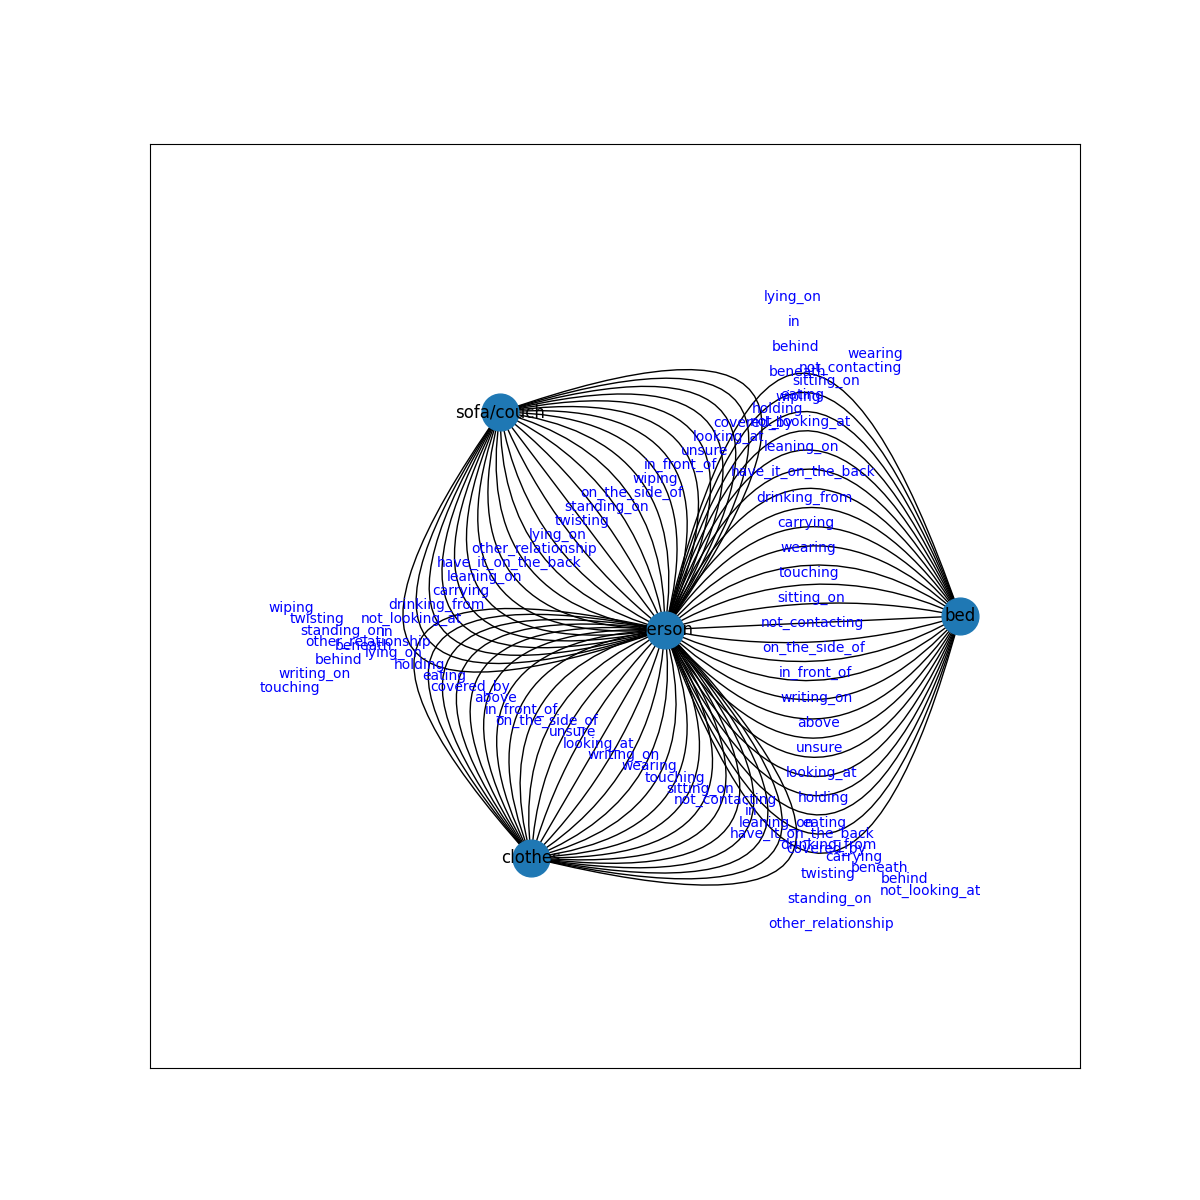 lying_on
in
behind
wearing
not_contacting
beneath
sitting_on
eating
wiping
holding
sofa/couch
covered_by
not_looking_at
looking_at
leaning_on
unsure
in_front_of
have_it_on_the_back
wiping
on_the_side_of
drinking_from
standing_on
twisting
carrying
lying_on
other_relationship
wearing
have_it_on_the_back
touching
leaning_on
carrying
sitting_on
drinking_from
wiping
twisting
not_looking_at
bed
not_contacting
person
standing_on
in
other_relationship
beneath
on_the_side_of
lying_on
behind
holding
in_front_of
writing_on
eating
touching
covered_by
above
writing_on
in_front_of
on_the_side_of
above
unsure
looking_at
unsure
writing_on
wearing
looking_at
touching
sitting_on
holding
not_contacting
in
leaning_on
eating
have_it_on_the_back
drinking_from
covered_by
clothes
carrying
beneath
twisting
behind
not_looking_at
standing_on
other_relationship